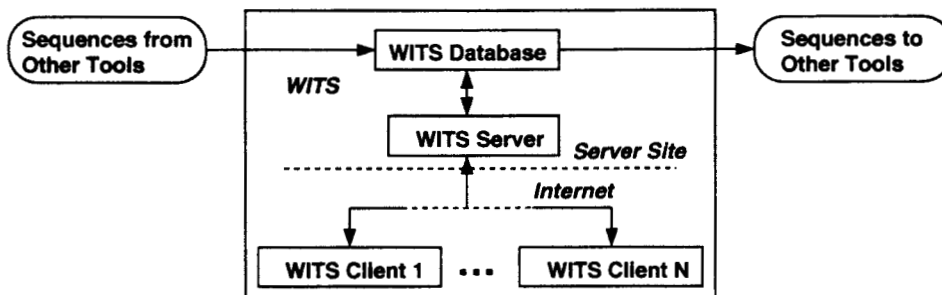 Sequences from
Other Tools
WITS Database
Sequences to
Other Tools
WITS
WITS Server
Server Site
Internet
WITS Client 1
...
WITS Client N